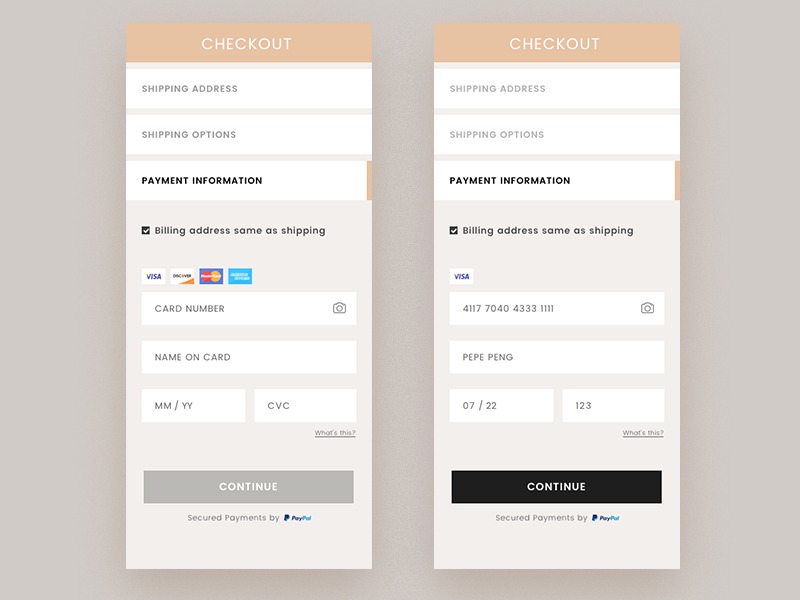 CHECKOUT
SHIPPING ADDRESS
SHIPPING OPTIONS
PAYMENT INFORMATION
Billing address same as shipping
VISA DISCOVER MasterCard
CARD NUMBER
NAME ON CARD
MM / YY CVC
What's this?
CONTINUE
Secured Payments by PayPal
CHECKOUT
SHIPPING ADDRESS
SHIPPING OPTIONS
PAYMENT INFORMATION
Billing address same as shipping
VISA
4117 7040 4333 1111
PEPE PENG
07 / 22 123
What's this?
CONTINUE
Secured Payments by PayPal